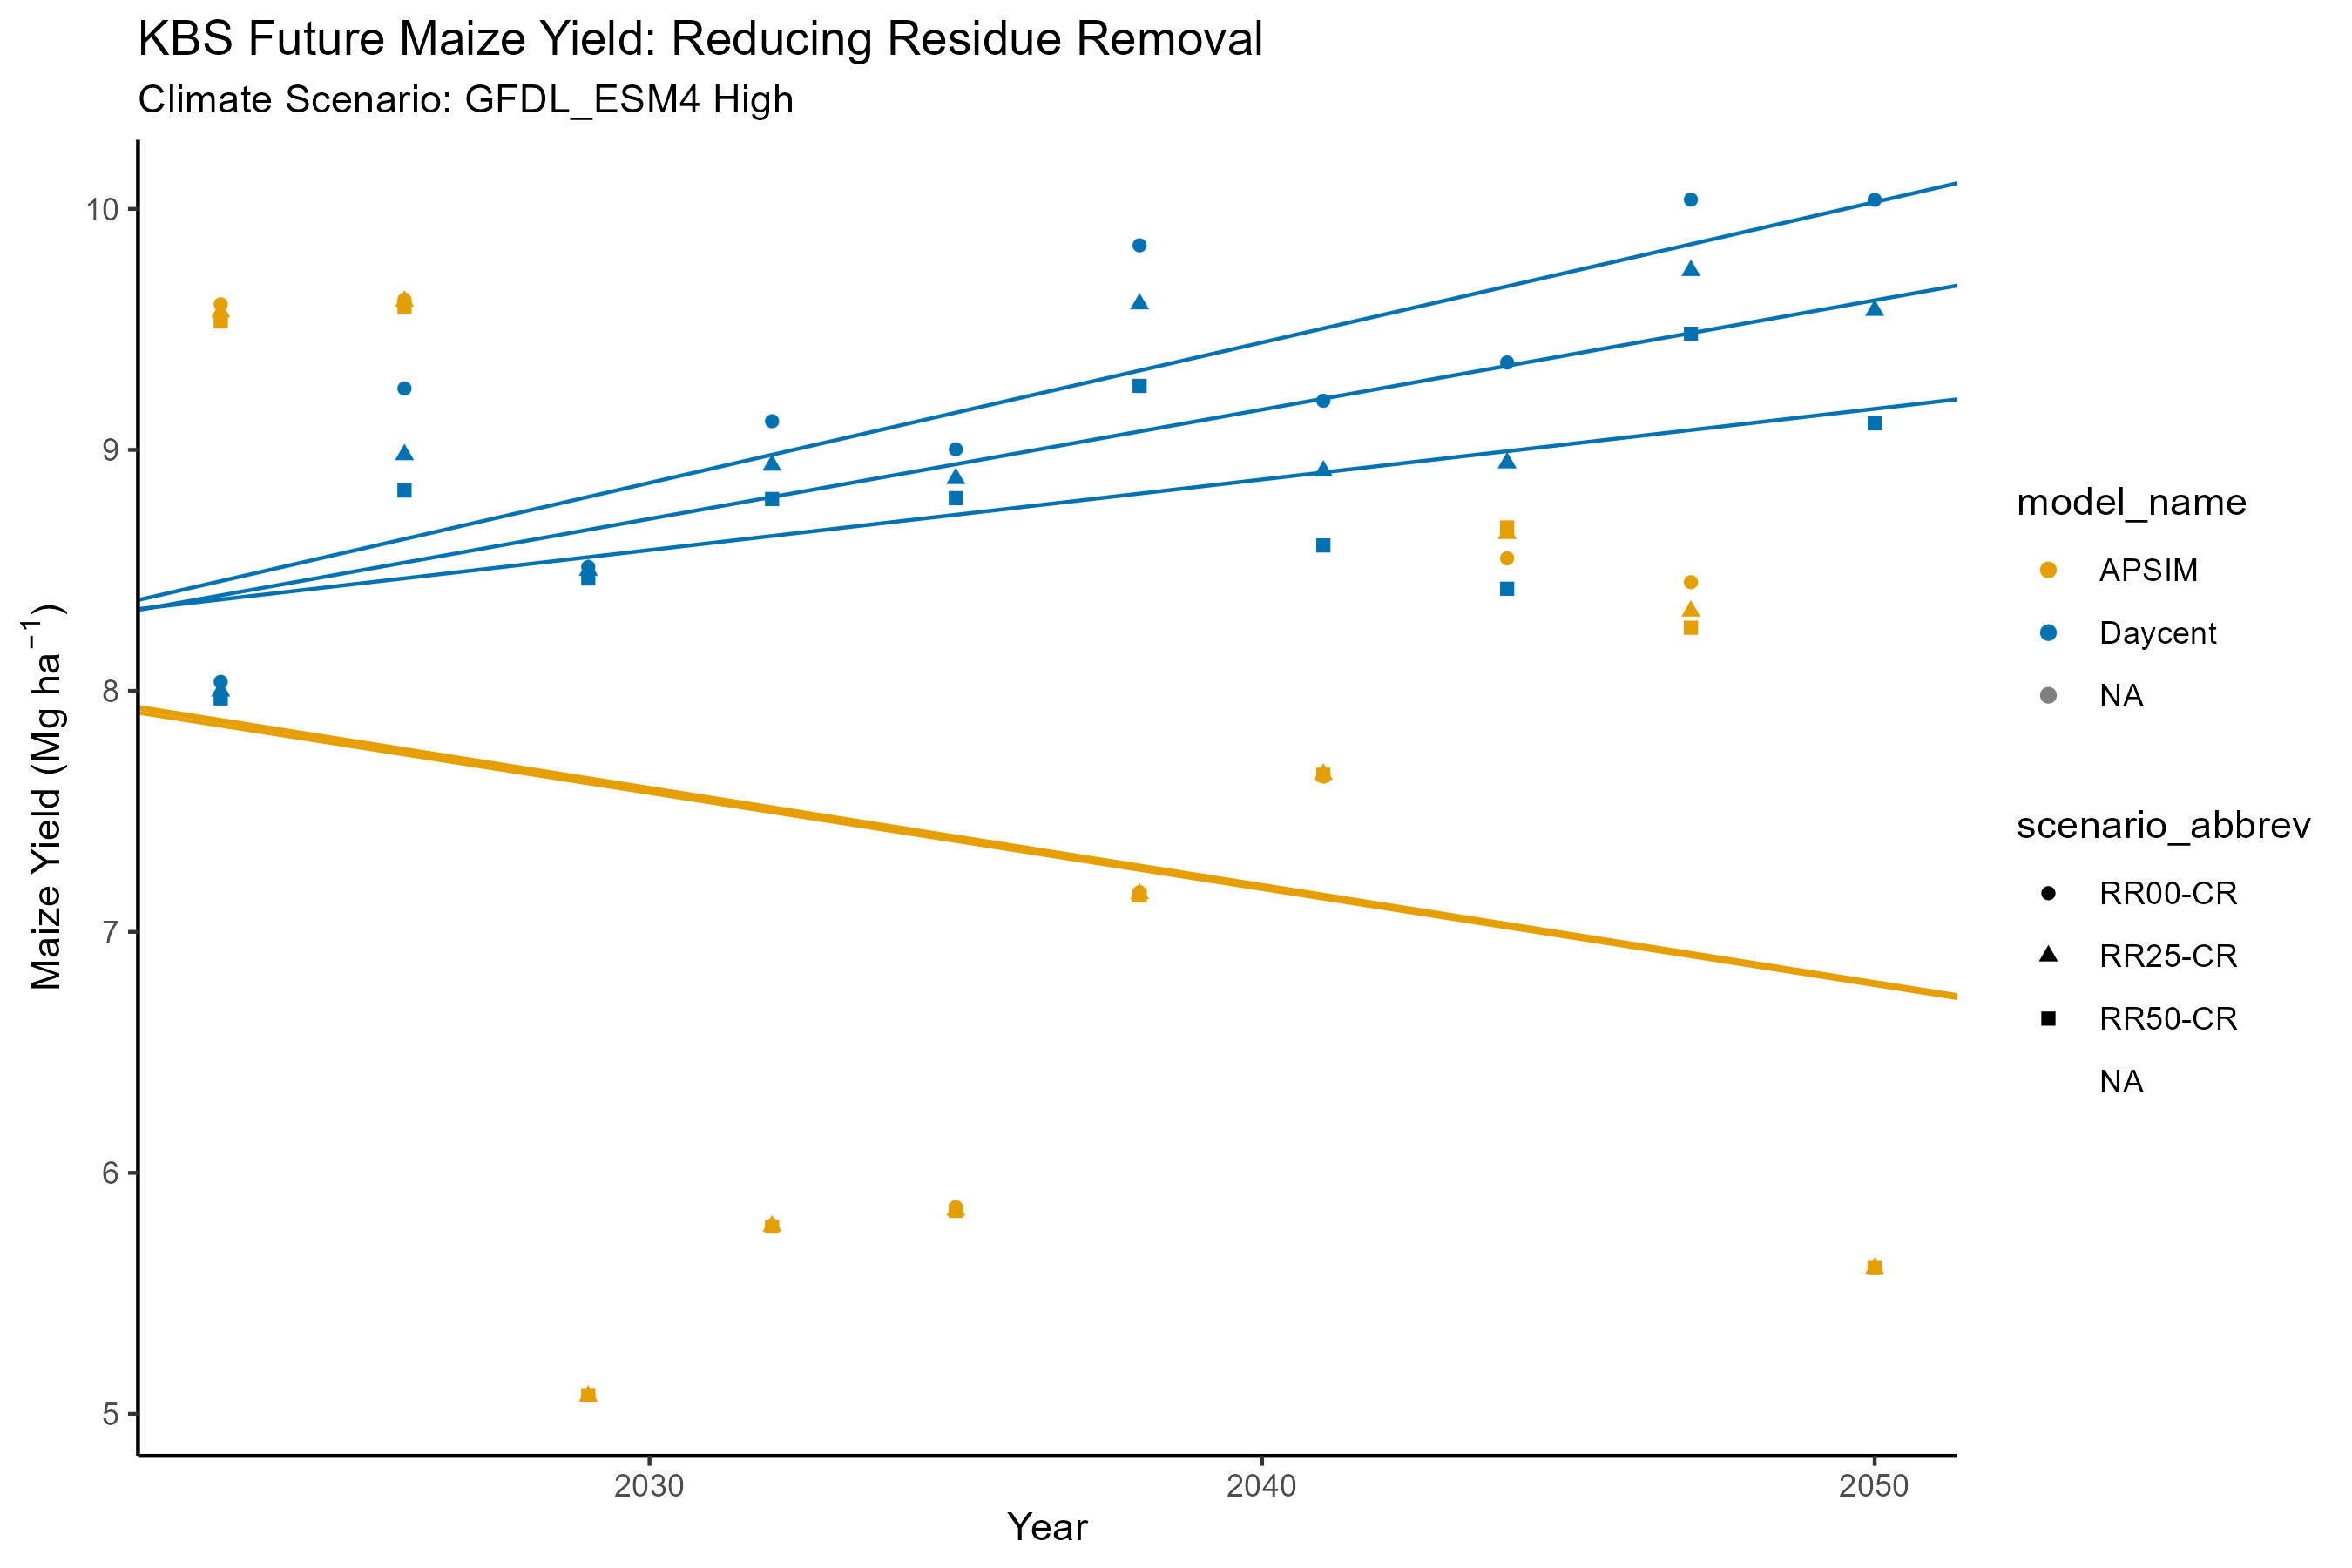 KBS Future Maize Yield: Reducing Residue Removal
Climate Scenario: GFDL_ESM4 High
Maize Yield (Mg ha⁻¹)
10
9
8
7
6
5
2030
2040
2050
Year
model_name
APSIM
Daycent
NA
scenario_abbrev
RR00-CR
RR25-CR
RR50-CR
NA